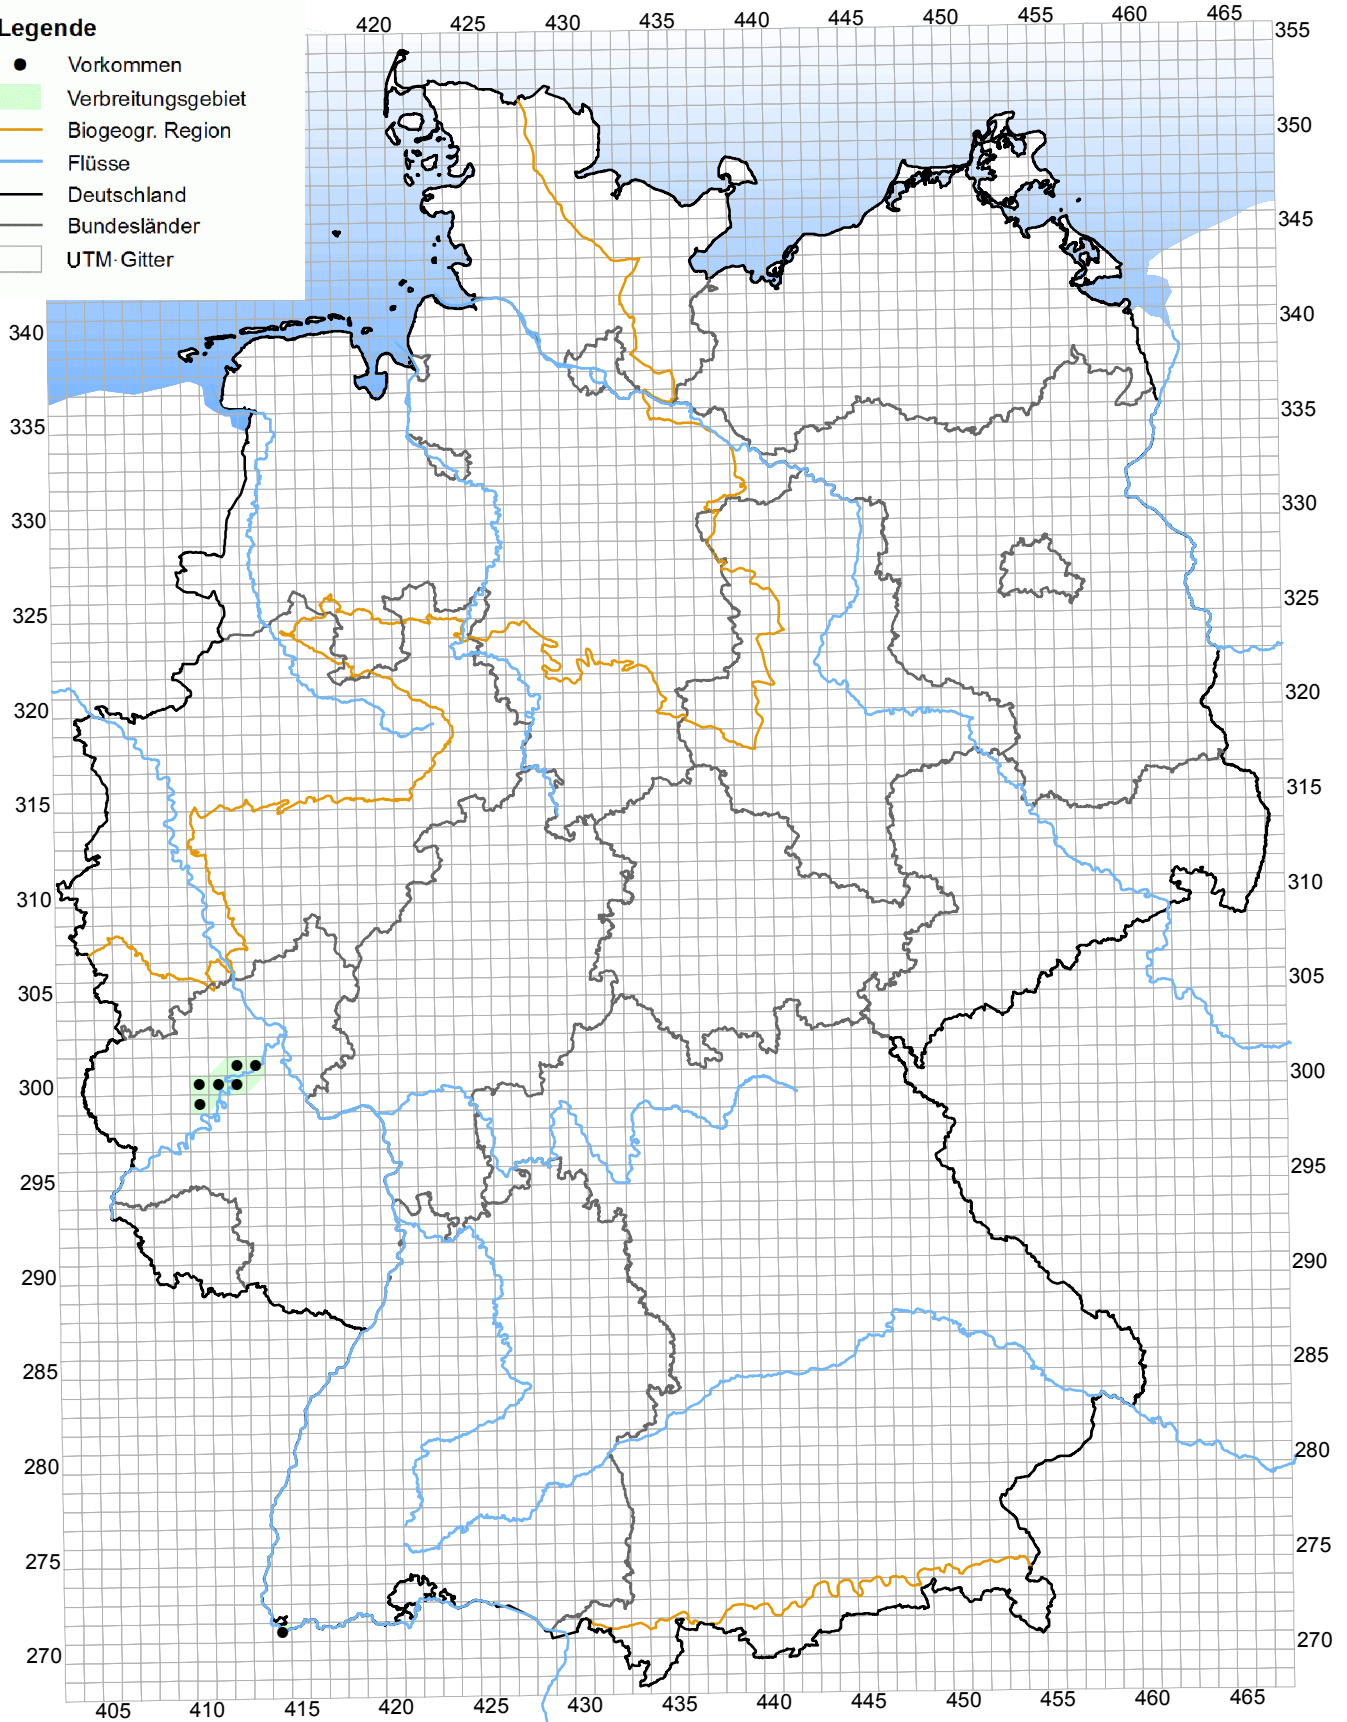 Legende
Vorkommen
Verbreitungsgebiet
Biogeogr. Region
Flüsse
Deutschland
Bundesländer
UTM-Gitter
420 425 430 435 440 445 450 455 460 465
355
350
345
340 340
335 335
330 330
325 325
320 320
315 315
310 310
305 305
300 300
295 295
290 290
285 285
280 280
275 275
270 270
405 410 415 420 425 430 435 440 445 450 455 460 465